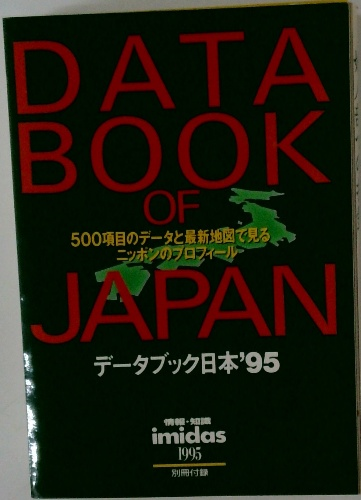 DATA
BOOK
OF
500項目のデータと最新地図で見る
ニッポンのプロフィール
JAPAN
データブック日本'95
情報・知識
imidas
1995
別冊付録